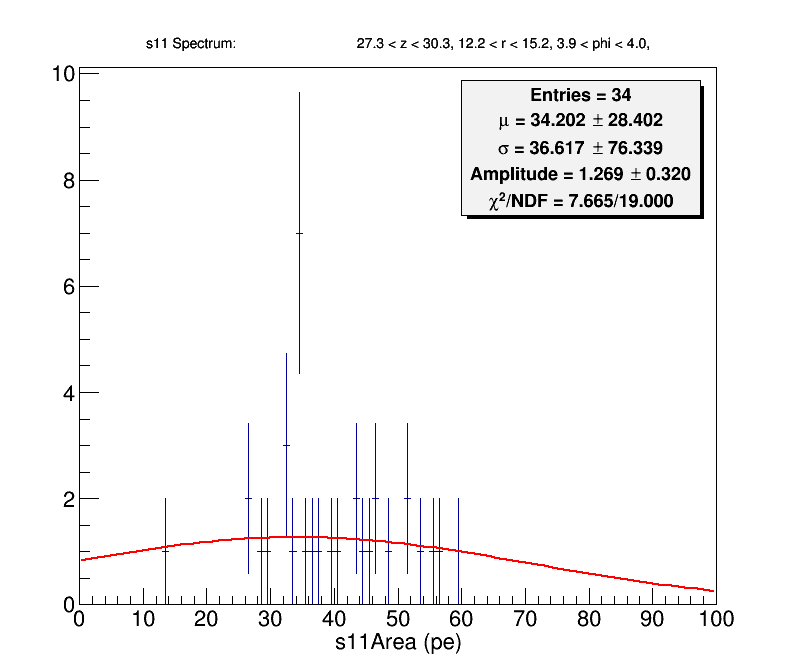 s11 Spectrum: 27.3 < z < 30.3, 12.2 < r < 15.2, 3.9 < phi < 4.0,
Entries = 34
μ = 34.202 ± 28.402
σ = 36.617 ± 76.339
Amplitude = 1.269 ± 0.320
χ²/NDF = 7.665/19.000
10
8
6
4
2
0
0 10 20 30 40 50 60 70 80 90 100
s11Area (pe)